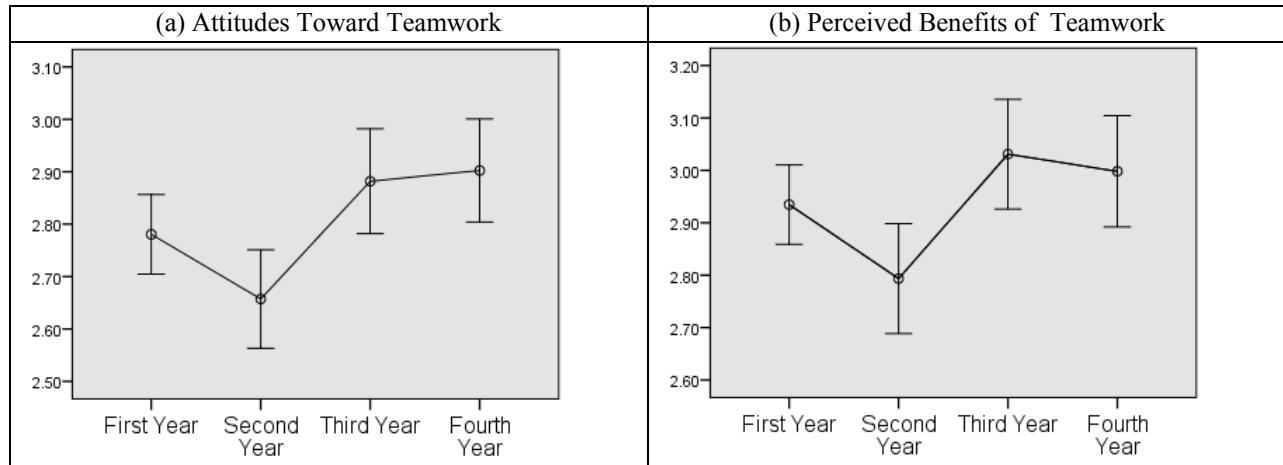 (a) Attitudes Toward Teamwork
3.10
3.00
2.90
2.80
2.70
2.60
2.50
First Year
Second
Year
Third Year
Fourth
Year
(b) Perceived Benefits of Teamwork
3.20
3.10
3.00
2.90
2.80
2.70
2.60
First Year
Second
Year
Third Year
Fourth
Year